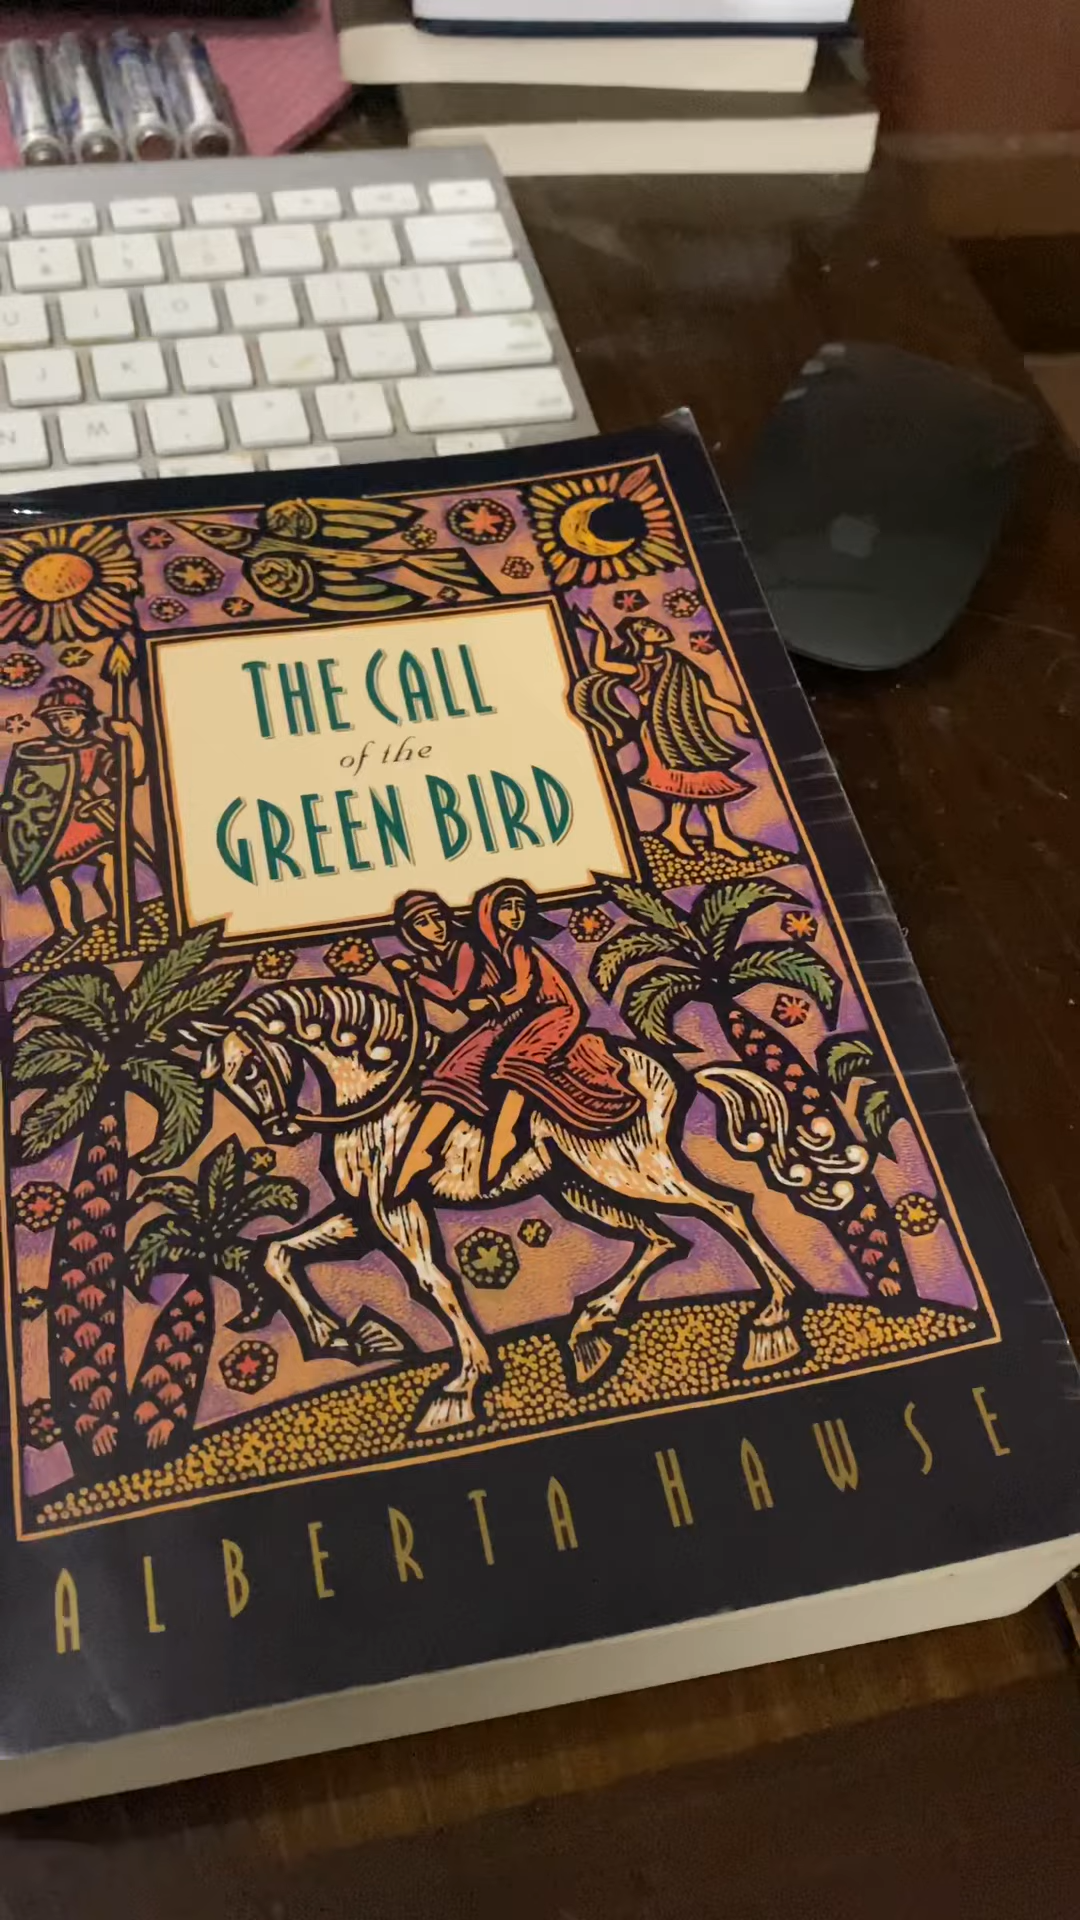 THE CALL
of the
GREEN BIRD
ALBERTA HAWSE
U I O P
J K L
N W